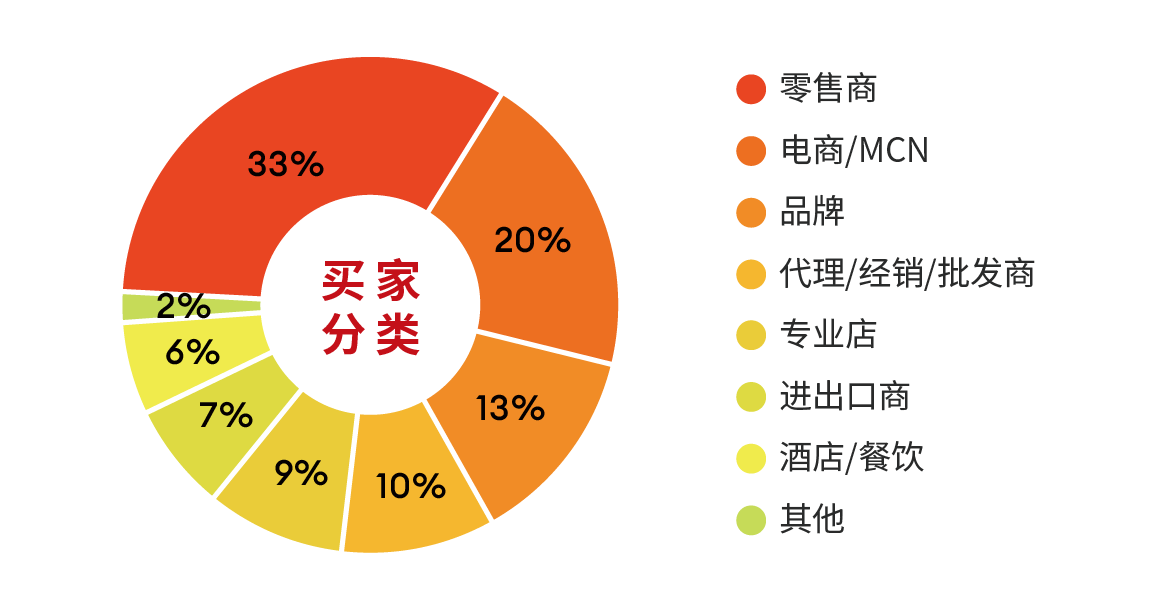 33%
20%
13%
10%
9%
7%
6%
2%
买家
分类
零售商
电商/MCN
品牌
代理/经销/批发商
专业店
进出口商
酒店/餐饮
其他